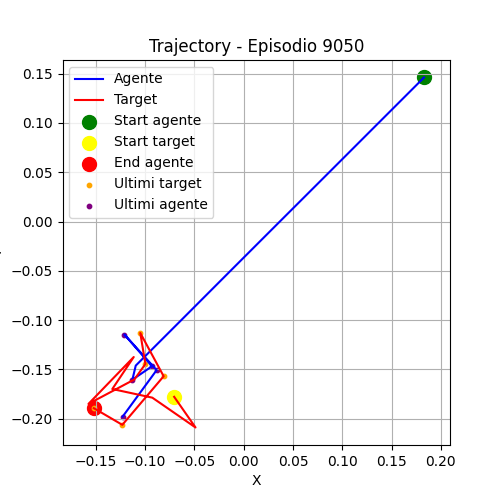 Trajectory - Episodio 9050
Agente
Target
Start agente
Start target
End agente
Ultimi target
Ultimi agente
0.15
0.10
0.05
0.00
−0.05
−0.10
−0.15
−0.20
−0.15 −0.10 −0.05 0.00 0.05 0.10 0.15 0.20
X